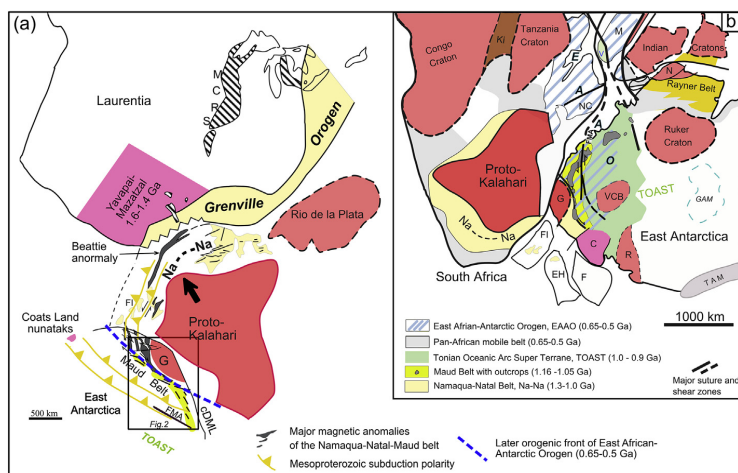 (a)
Laurentia
M
C
R
S
Orogen
Grenville
Yavapai-
Mazatzal
1.6-1.4 Ga
Rio de la Plata
Beattie
anormaly
Na
Na
FI
Proto-
Kalahari
Coats Land
nunataks
G
Maud
Belt
East
Antarctica
FMA
cDML
500 km
Fig.2
TOAST
Major magnetic anomalies
of the Namaqua-Natal-Maud belt
Mesoproterozoic subduction polarity
Later orogenic front of East African-
Antarctic Orogen (0.65-0.5 Ga)
b
Congo
Craton
Ki
Tanzania
Craton
M
E
A
NC
Indian
Cratons
N
Rayner Belt
A
Ruker
Craton
Proto-
Kalahari
O
G
VCB
TOAST
GAM
Na
Na
FI
C
East Antarctica
R
South Africa
EH
F
TAM
1000 km
East Afrian-Antarctic Orogen, EAAO (0.65-0.5 Ga)
Pan-African mobile belt (0.65-0.5 Ga)
Tonian Oceanic Arc Super Terrane, TOAST (1.0 - 0.9 Ga)
Maud Belt with outcrops (1.16 -1.05 Ga)
Namaqua-Natal Belt, Na-Na (1.3-1.0 Ga)
Major suture and
shear zones